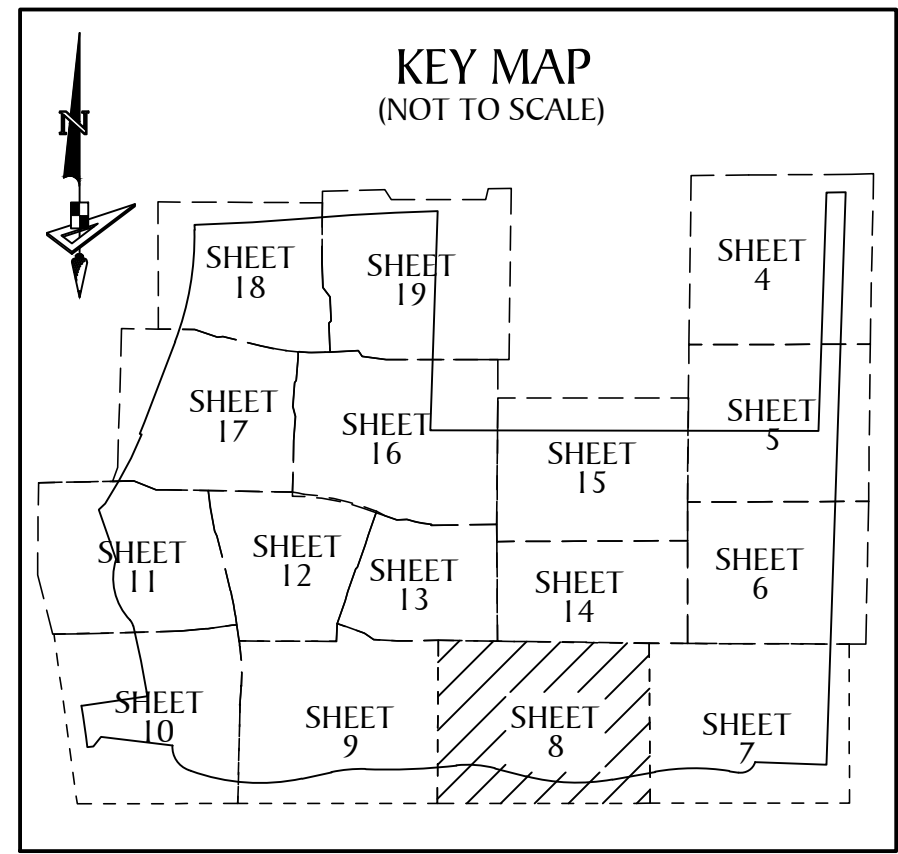 KEY MAP
(NOT TO SCALE)
N
SHEET
4
SHEET
18
SHEET
19
SHEET
17
SHEET
16
SHEET
5
SHEET
15
SHEET
11
SHEET
12
SHEET
13
SHEET
14
SHEET
6
SHEET
10
SHEET
9
SHEET
8
SHEET
7